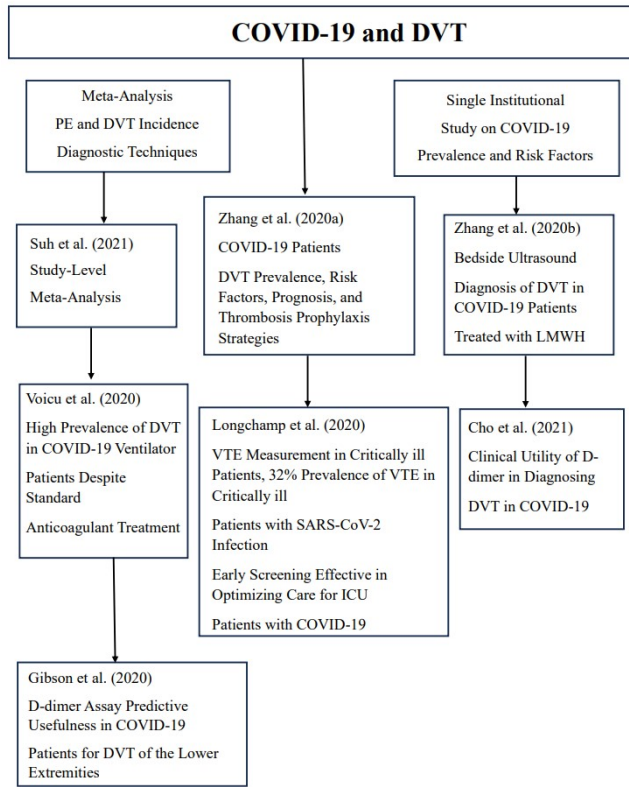 COVID-19 and DVT
Meta-Analysis
PE and DVT Incidence
Diagnostic Techniques
Single Institutional
Study on COVID-19
Prevalence and Risk Factors
Suh et al. (2021)
Study-Level
Meta-Analysis
Zhang et al. (2020a)
COVID-19 Patients
DVT Prevalence, Risk
Factors, Prognosis, and
Thrombosis Prophylaxis
Strategies
Zhang et al. (2020b)
Bedside Ultrasound
Diagnosis of DVT in
COVID-19 Patients
Treated with LMWH
Voicu et al. (2020)
High Prevalence of DVT
in COVID-19 Ventilator
Patients Despite
Standard
Anticoagulant Treatment
Longchamp et al. (2020)
VTE Measurement in Critically ill
Patients, 32% Prevalence of VTE in
Critically ill
Patients with SARS-CoV-2
Infection
Early Screening Effective in
Optimizing Care for ICU
Patients with COVID-19
Cho et al. (2021)
Clinical Utility of D-
dimer in Diagnosing
DVT in COVID-19
Gibson et al. (2020)
D-dimer Assay Predictive
Usefulness in COVID-19
Patients for DVT of the Lower
Extremities